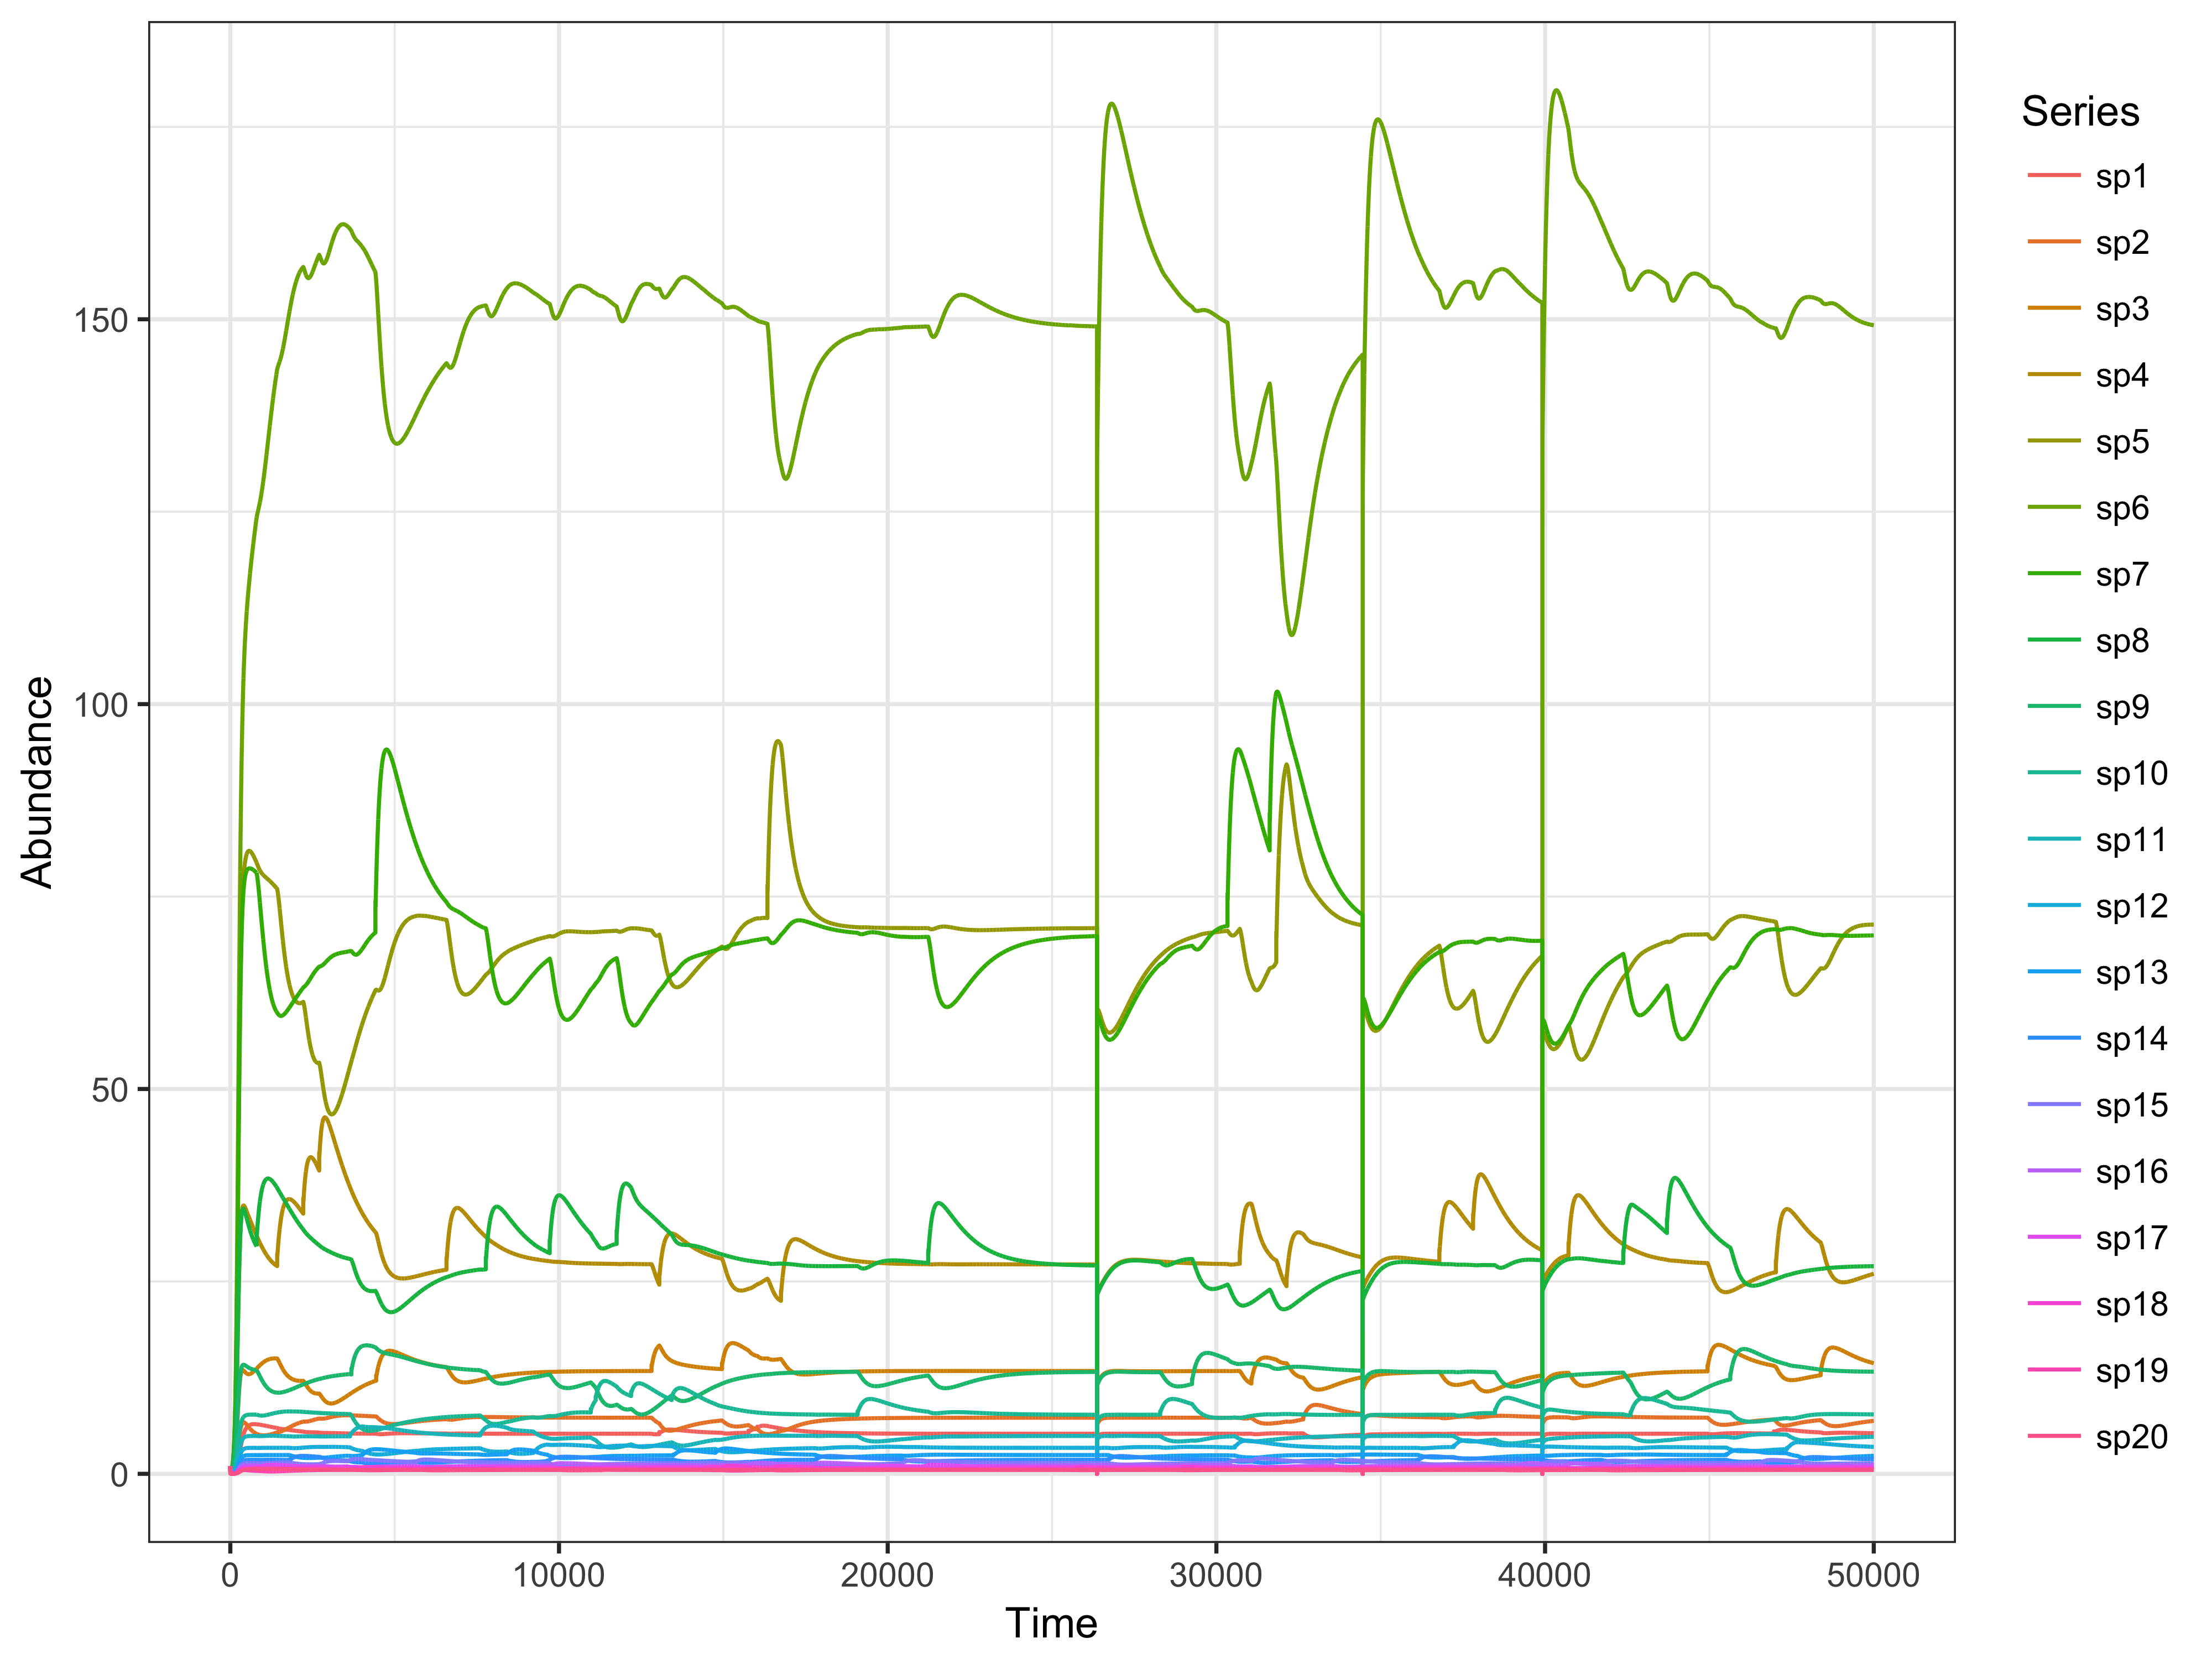 Abundance
150
100
50
0
0 10000 20000 30000 40000 50000
Time
Series
sp1
sp2
sp3
sp4
sp5
sp6
sp7
sp8
sp9
sp10
sp11
sp12
sp13
sp14
sp15
sp16
sp17
sp18
sp19
sp20